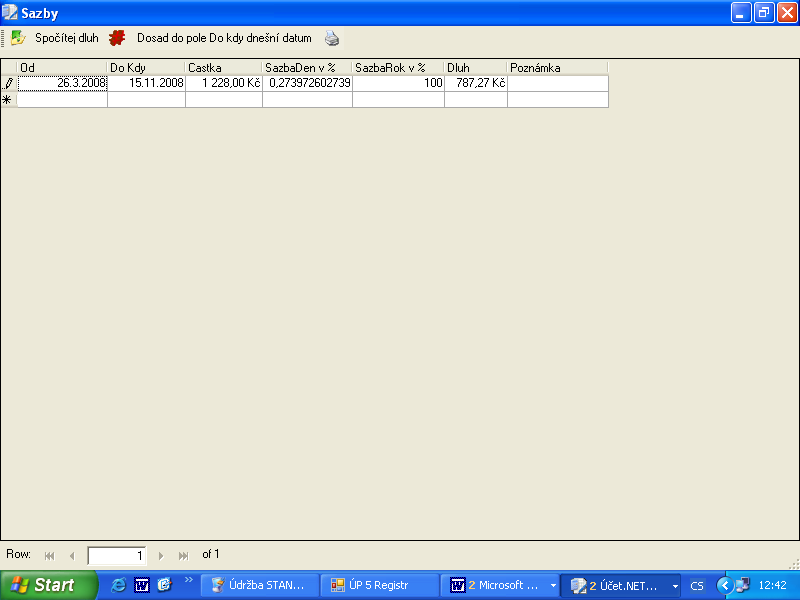 Sazby
Spočítej dluh Dosad do pole Do kdy dnešní datum
Od Do Kdy Castka SazbaDen v % SazbaRok v % Dluh Poznámka
26.3.2008 15.11.2008 1 228,00 Kč 0,273972602739 100 787,27 Kč
Row: 1 of 1
Start Údržba STAN... ÚP 5 Registr 2 Microsoft ... 2 Účet.NET... CS 12:42